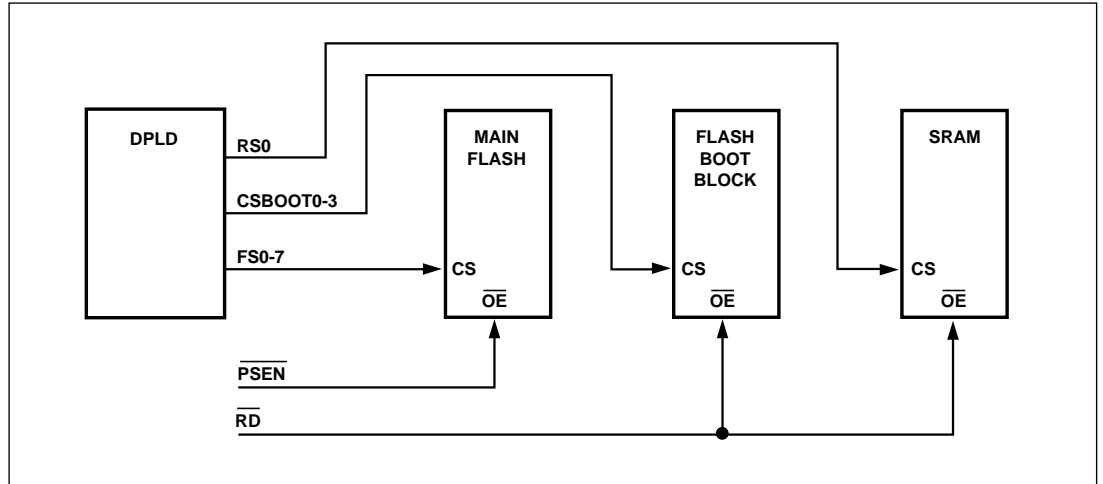 DPLD
RS0
CSBOOT0-3
FS0-7
MAIN
FLASH
CS
OE
FLASH
BOOT
BLOCK
CS
OE
SRAM
CS
OE
PSEN
RD